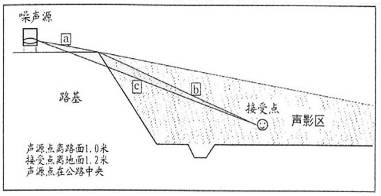 噪声源
a
c
b
接受点
声影区
路基
声源点离路面1.0米
接受点离地面1.2米
声源点在公路中央